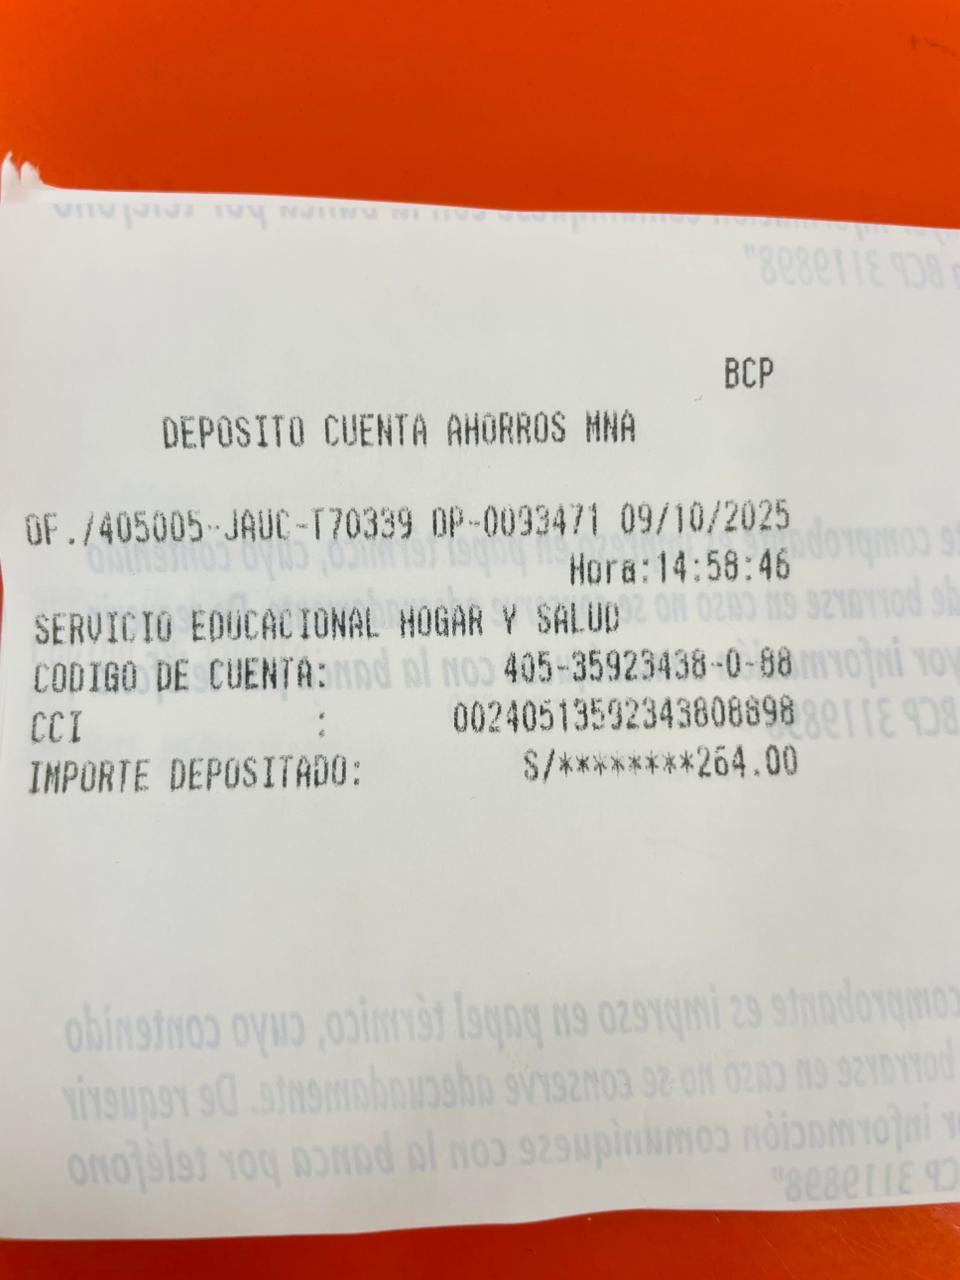 BCP
DEPOSITO CUENTA AHORROS MNA
OF./405005-JAUC-T70339 OP-0093471 09/10/2025
Hora:14:58:46
SERVICIO EDUCACIONAL HOGAR Y SALUD
CODIGO DE CUENTA: 405-35923438-0-88
CCI : 00240513592343808898
IMPORTE DEPOSITADO: S/********264.00
comprobante es impreso en papel térmico, cuyo contenido
borrarse en caso no se conserve adecuadamente. De requerir
información comuníquese con la banca por teléfono
BCP 3119898"